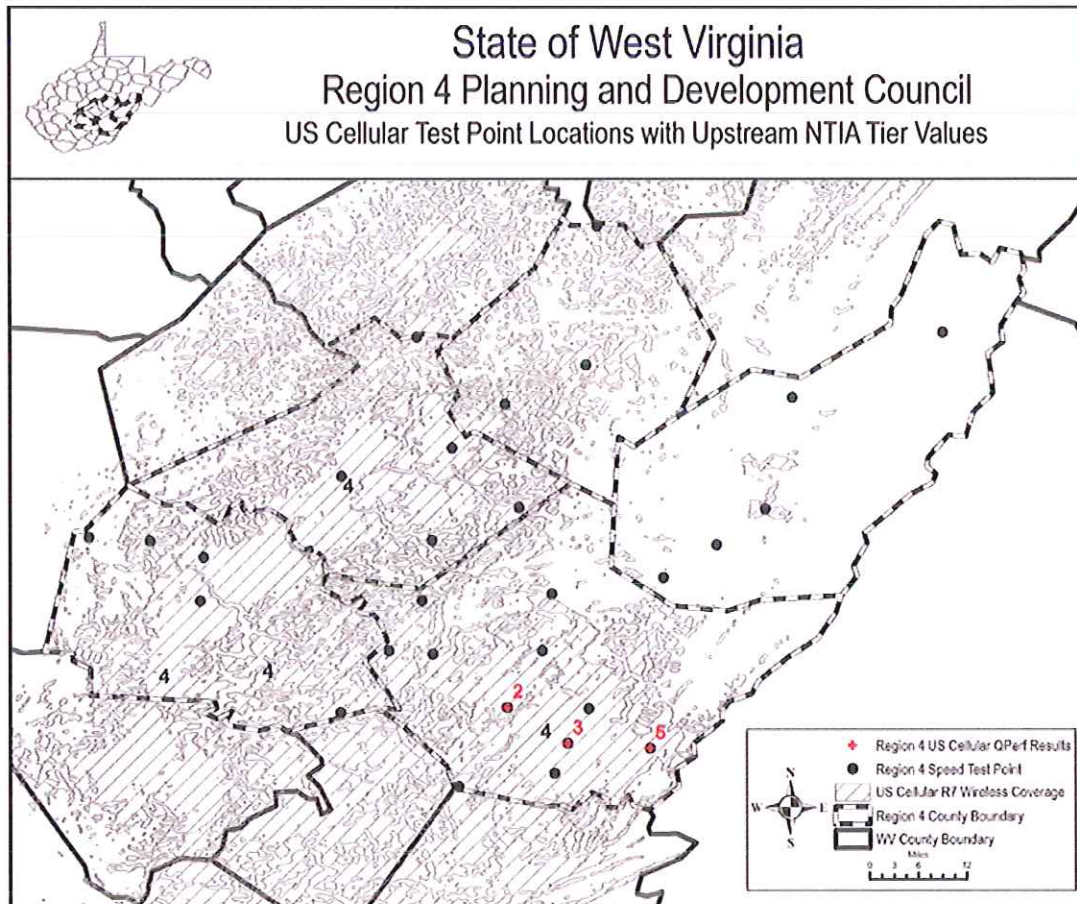 State of West Virginia
Region 4 Planning and Development Council
US Cellular Test Point Locations with Upstream NTIA Tier Values
4
4
4
2
4
3
5
Region 4 US Cellular QPerf Results
Region 4 Speed Test Point
US Cellular R7 Wireless Coverage
Region 4 County Boundary
WV County Boundary
N
W E
S
Miles
0 3 6 12